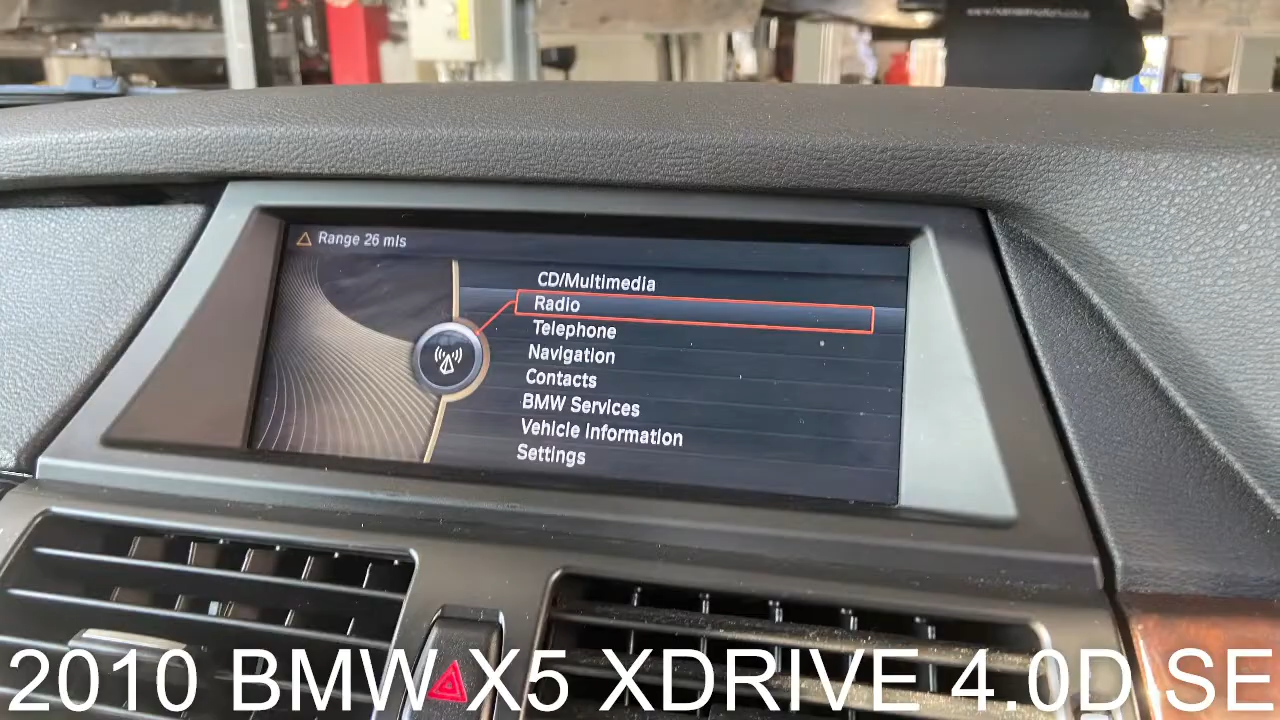 Range 26 mls
CD/Multimedia
Radio
Telephone
Navigation
Contacts
BMW Services
Vehicle Information
Settings
2010 BMW X5 XDRIVE 4.0D SE